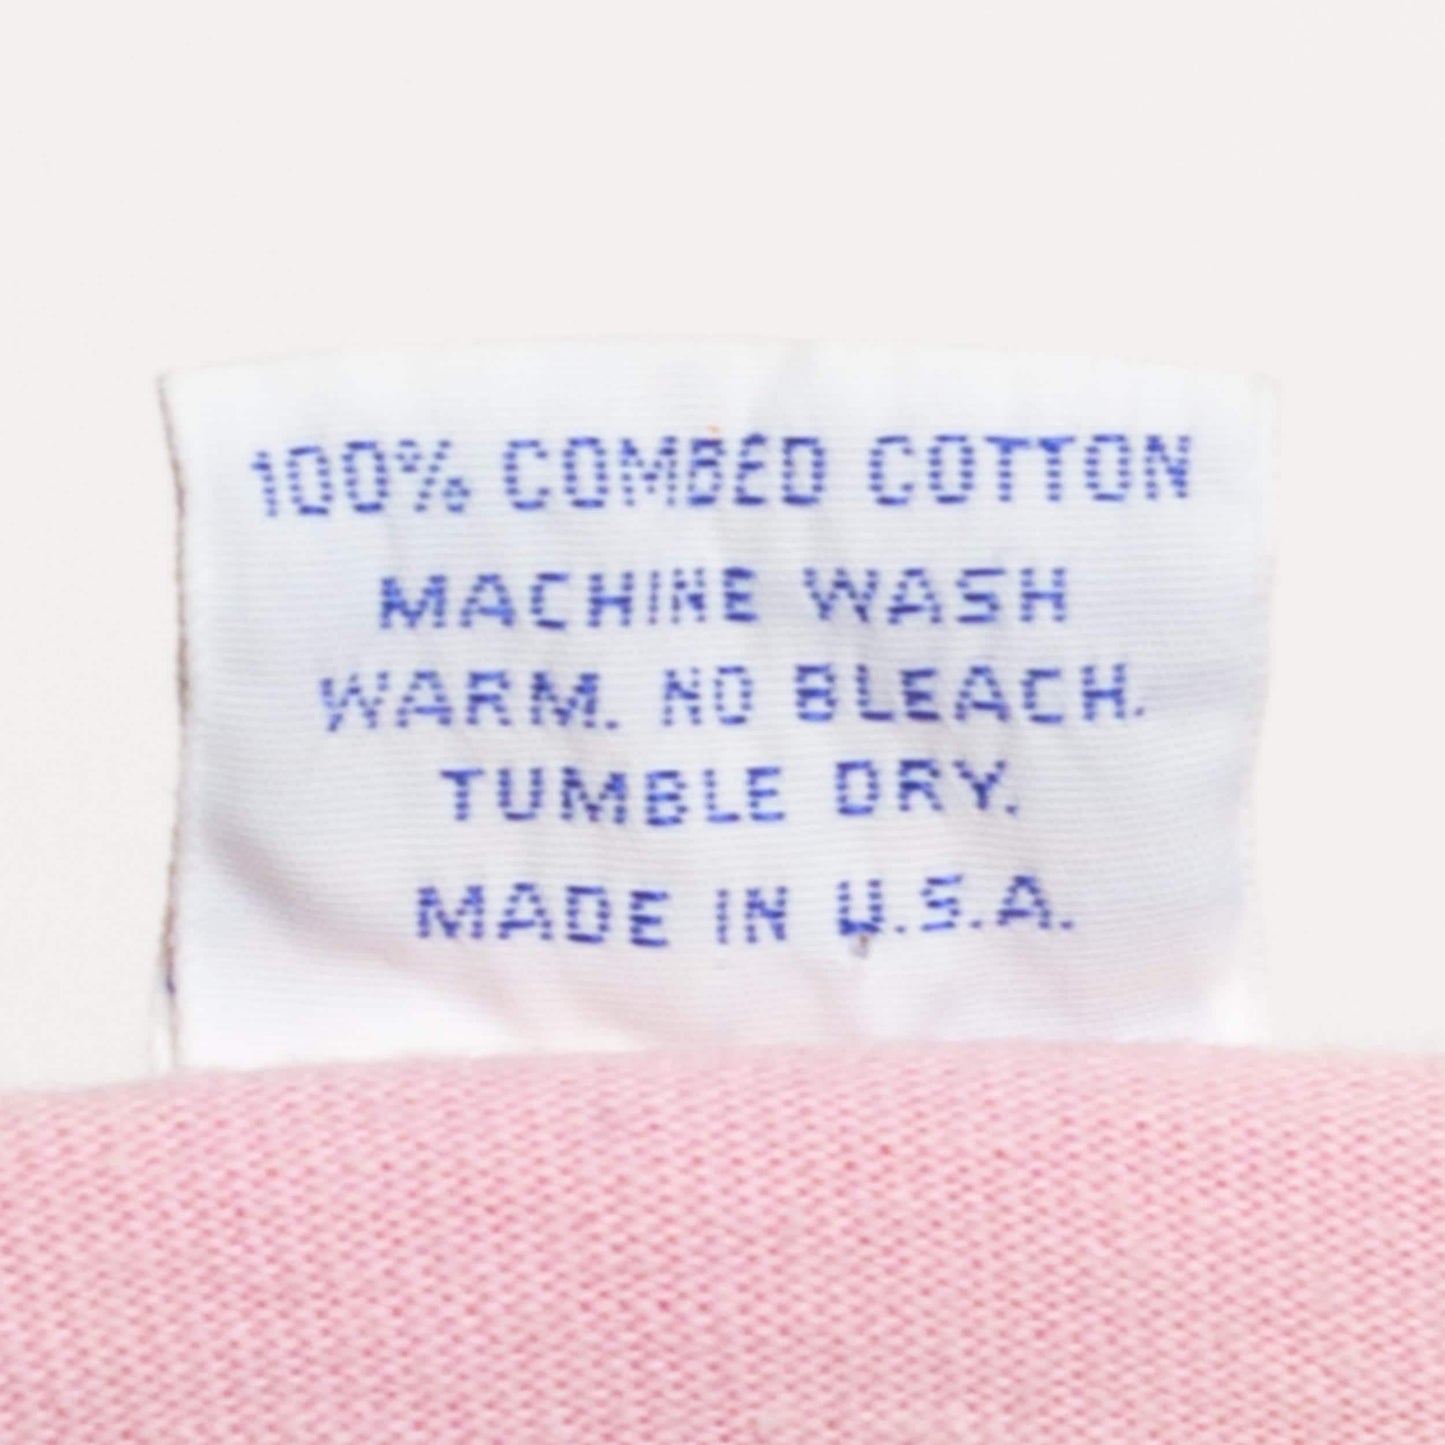 100% COMBED COTTON
MACHINE WASH
WARM. NO BLEACH.
TUMBLE DRY.
MADE IN U.S.A.